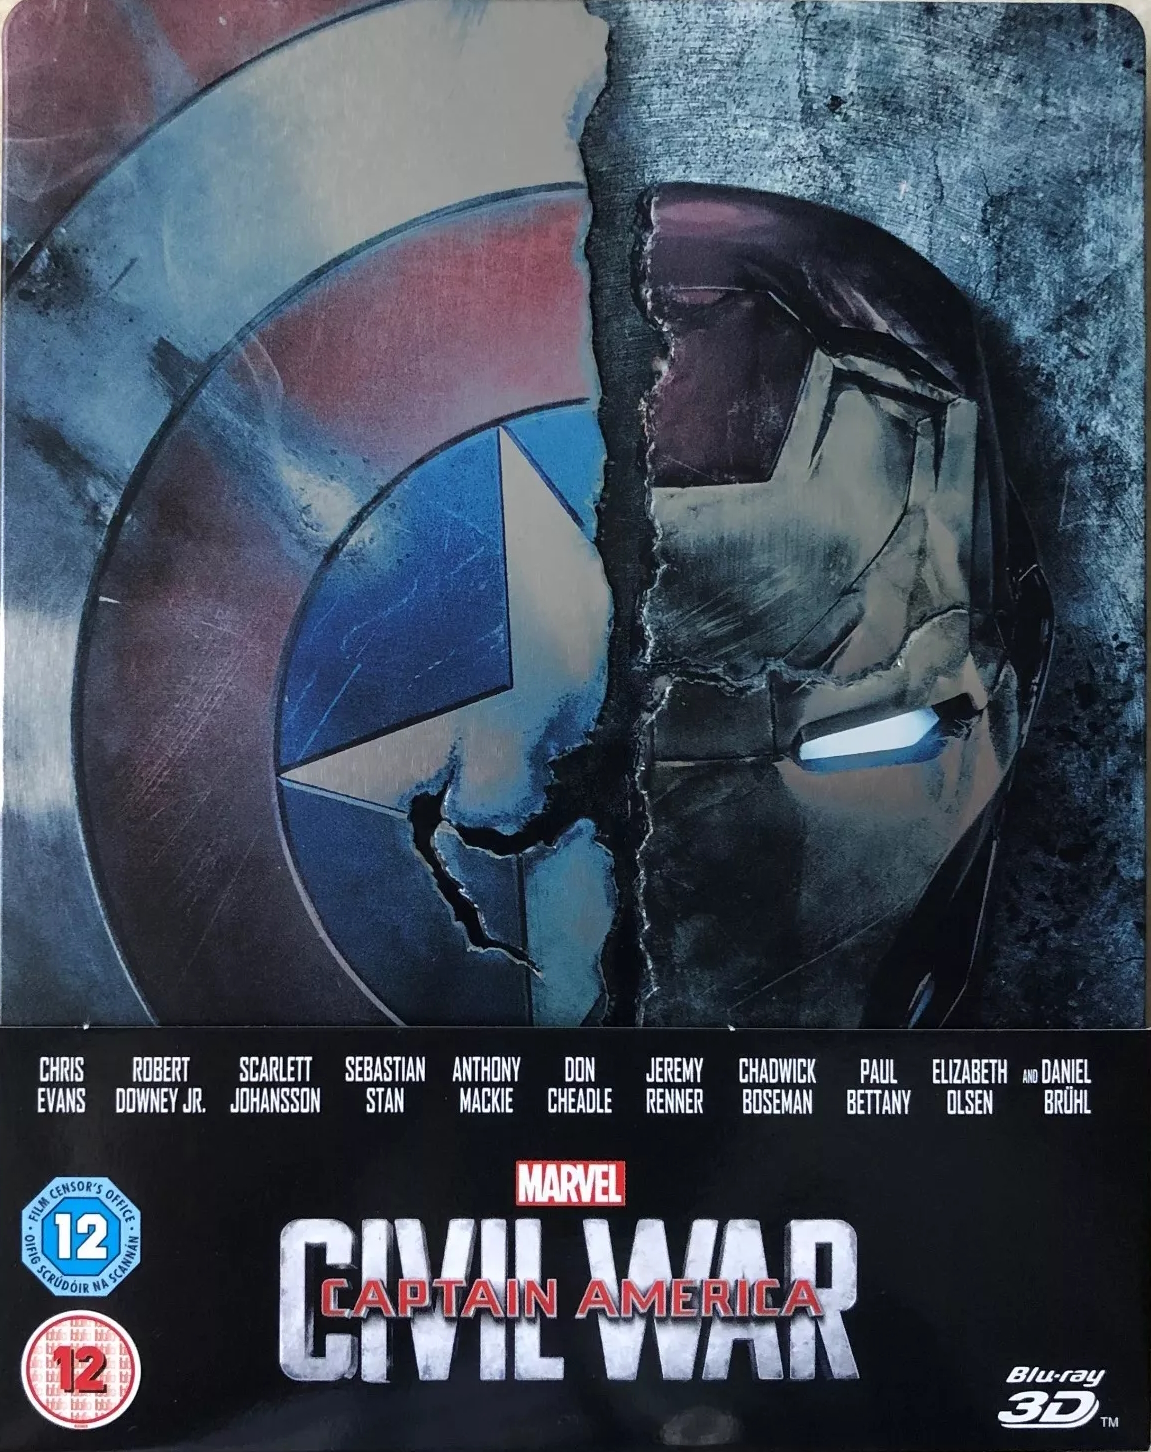 CHRIS EVANS
ROBERT DOWNEY JR.
SCARLETT JOHANSSON
SEBASTIAN STAN
ANTHONY MACKIE
DON CHEADLE
JEREMY RENNER
CHADWICK BOSEMAN
PAUL BETTANY
ELIZABETH OLSEN
AND DANIEL BRÜHL
MARVEL
CIVIL WAR
CAPTAIN AMERICA
· FILM CENSOR'S OFFICE ·
12
OIFIG SCRÚDÓIR NA SCANNÁN
12
Blu-ray
3D™